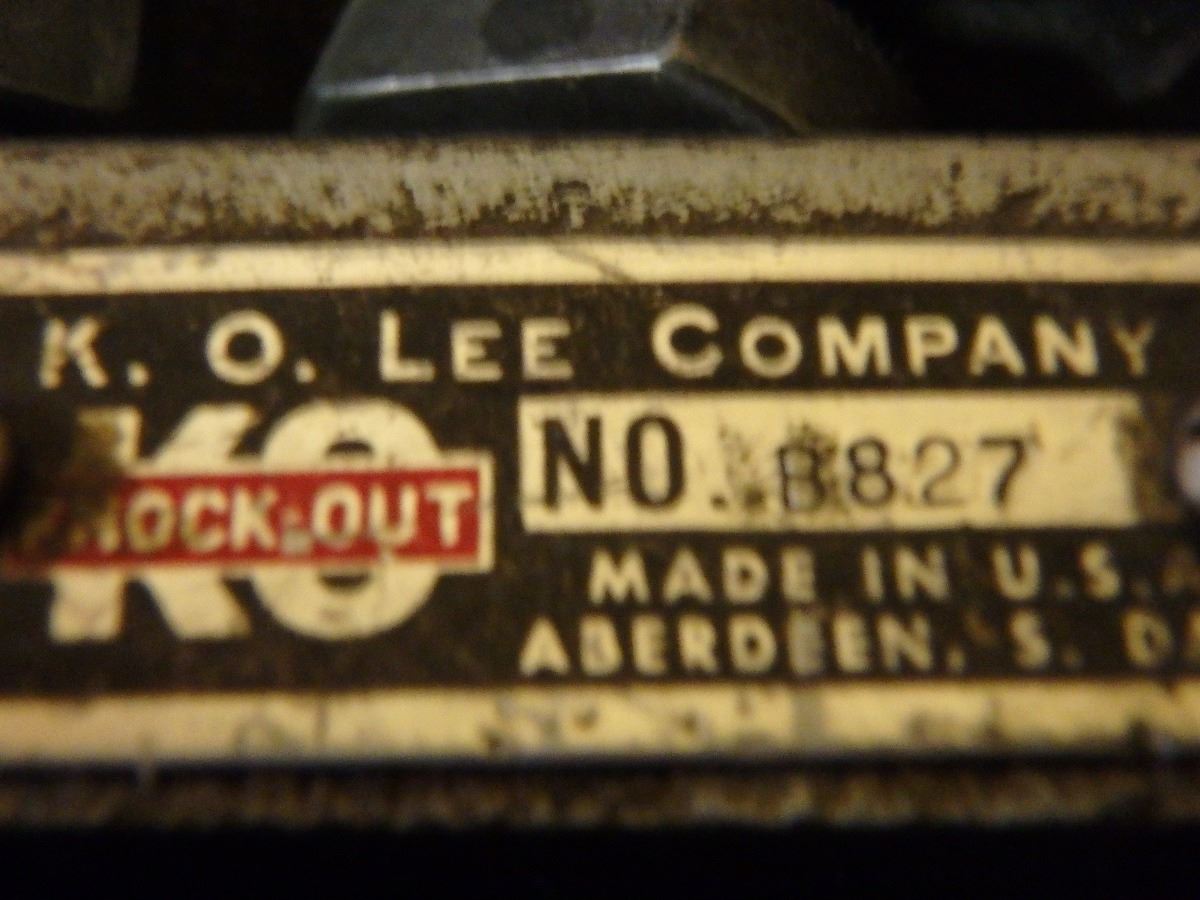 K. O. LEE COMPANY
KO
KNOCK-OUT
NO. B827
MADE IN U.S.A
ABERDEEN, S. D